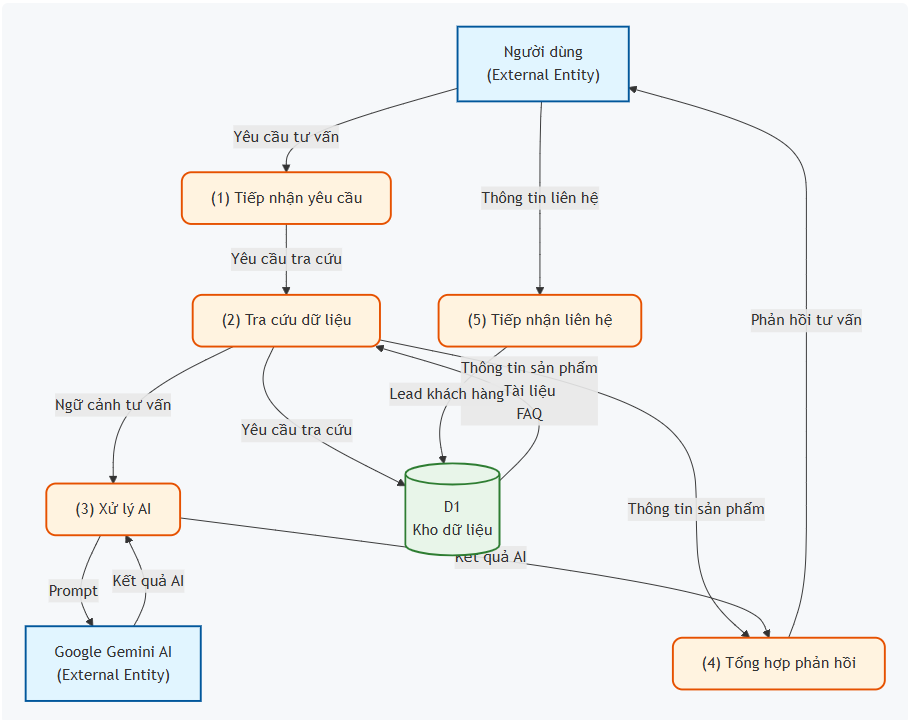 Người dùng
(External Entity)
Yêu cầu tư vấn
(1) Tiếp nhận yêu cầu
Thông tin liên hệ
Yêu cầu tra cứu
(2) Tra cứu dữ liệu
(5) Tiếp nhận liên hệ
Phản hồi tư vấn
Thông tin sản phẩm
Tài liệu
FAQ
Lead khách hàng
Ngữ cảnh tư vấn
Yêu cầu tra cứu
(3) Xử lý AI
D1
Kho dữ liệu
Thông tin sản phẩm
Kết quả AI
Kết quả AI
Prompt
Google Gemini AI
(External Entity)
(4) Tổng hợp phản hồi